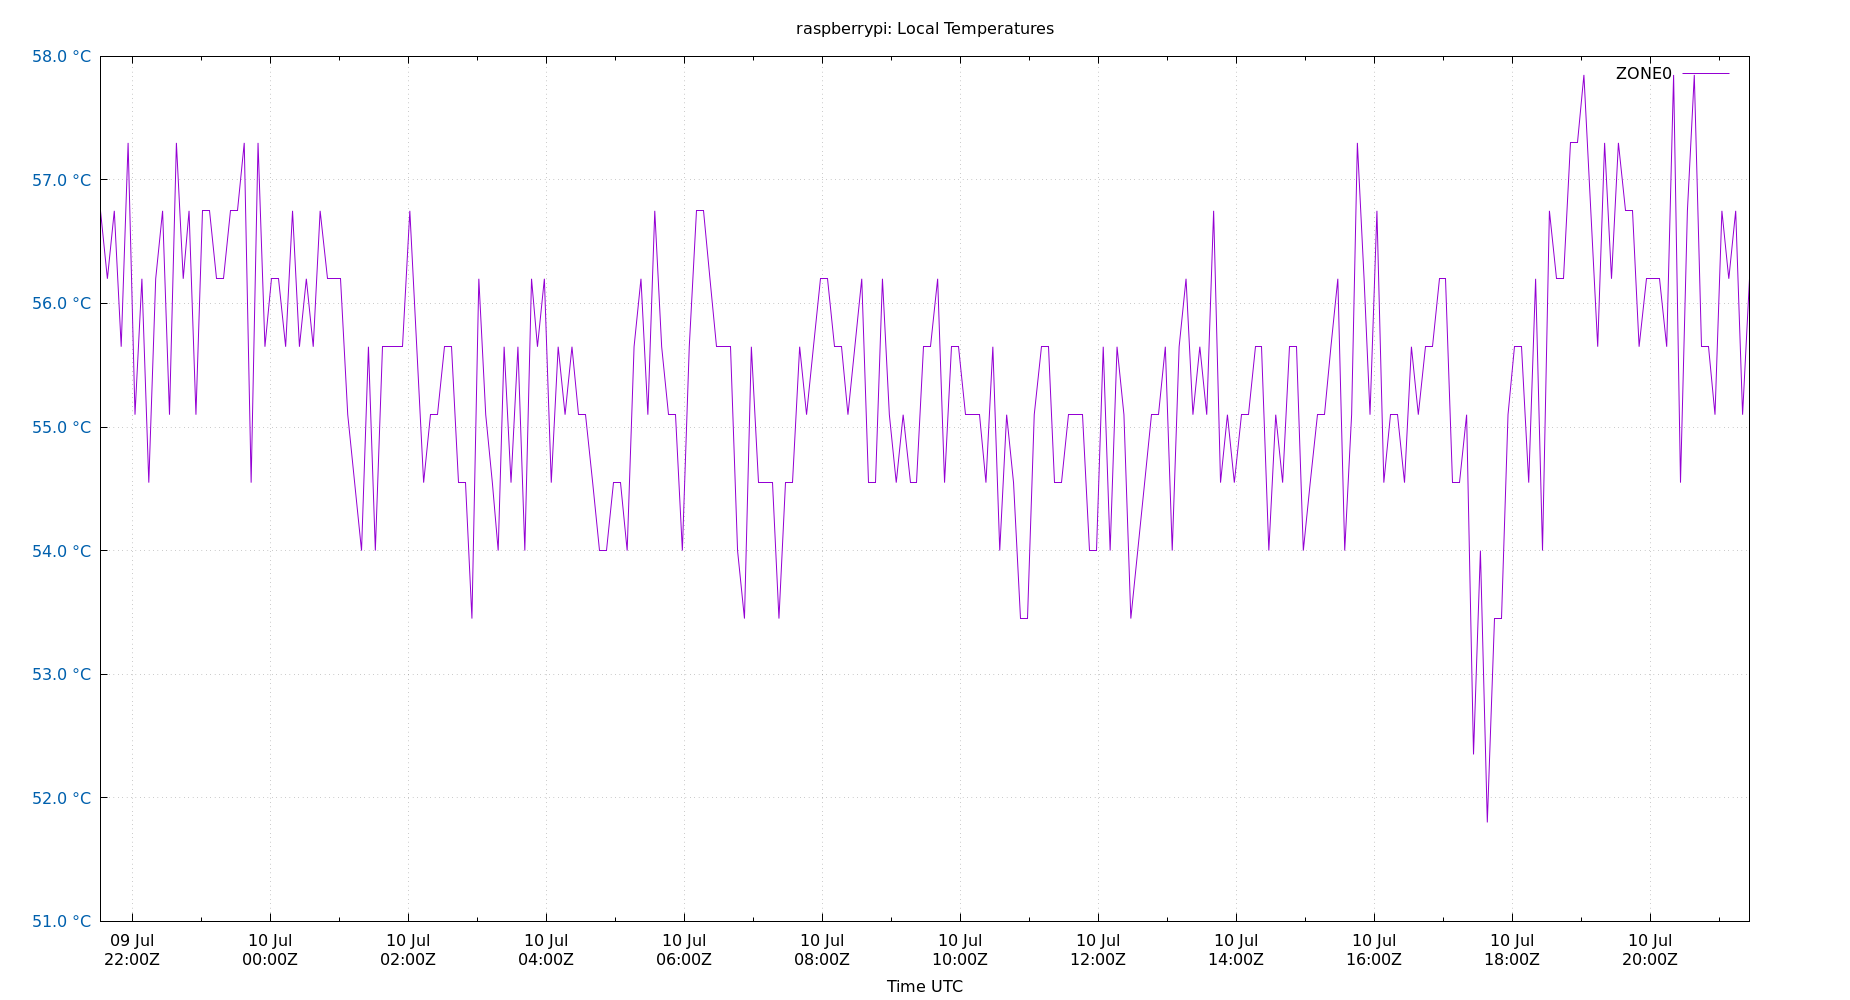 raspberrypi: Local Temperatures
58.0 °C
ZONE0
57.0 °C
56.0 °C
55.0 °C
54.0 °C
53.0 °C
52.0 °C
51.0 °C
09 Jul 10 Jul 10 Jul 10 Jul 10 Jul 10 Jul 10 Jul 10 Jul 10 Jul 10 Jul 10 Jul 10 Jul
22:00Z 00:00Z 02:00Z 04:00Z 06:00Z 08:00Z 10:00Z 12:00Z 14:00Z 16:00Z 18:00Z 20:00Z
Time UTC